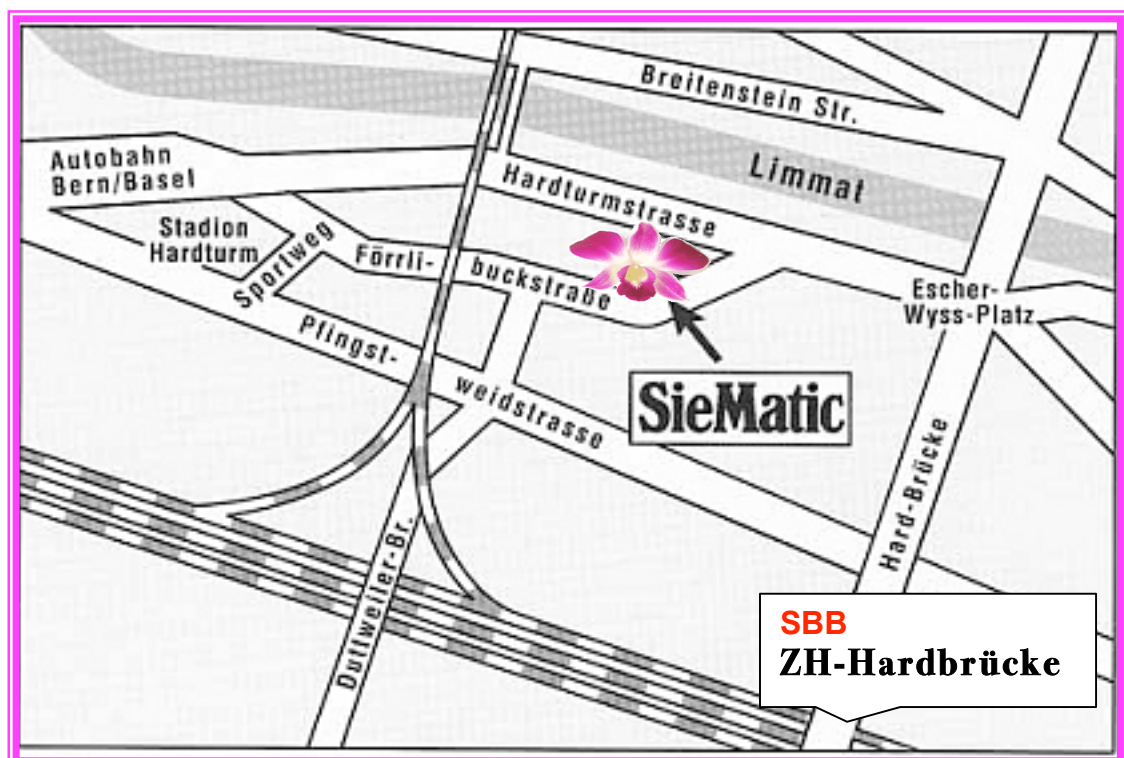 Breitenstein Str.
Limmat
Autobahn
Bern/Basel
Hardturmstrasse
Stadion
Hardturm
Sportweg
Förrli-
buckstraße
Escher-
Wyss-Platz
Pfingst-
weidstrasse
SieMatic
Hard-Brücke
Duttweiler-Br.
SBB
ZH-Hardbrücke